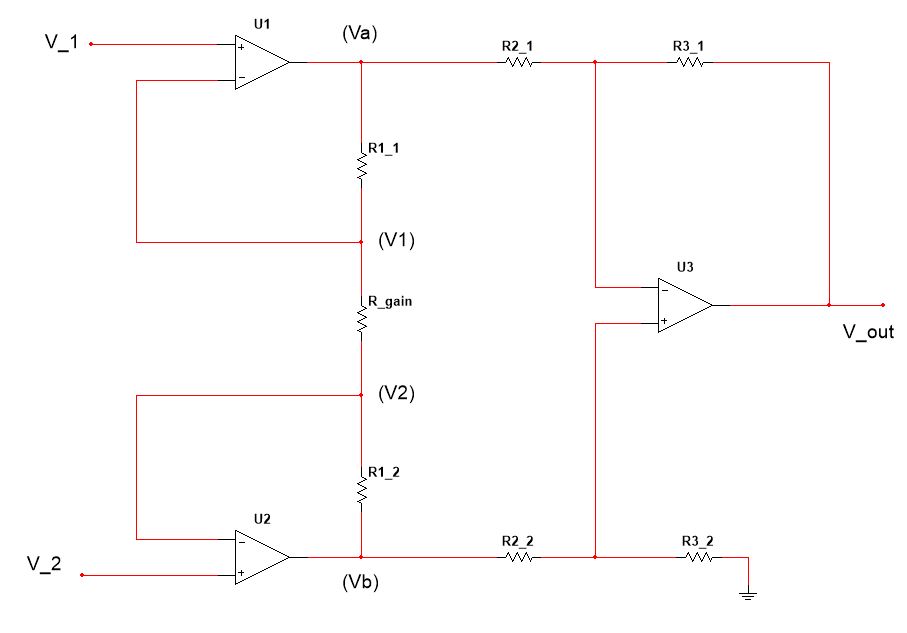 U1
(Va)
V_1
+
−
R2_1
R3_1
R1_1
(V1)
U3
R_gain
−
+
V_out
(V2)
R1_2
U2
−
+
R2_2
R3_2
V_2
(Vb)